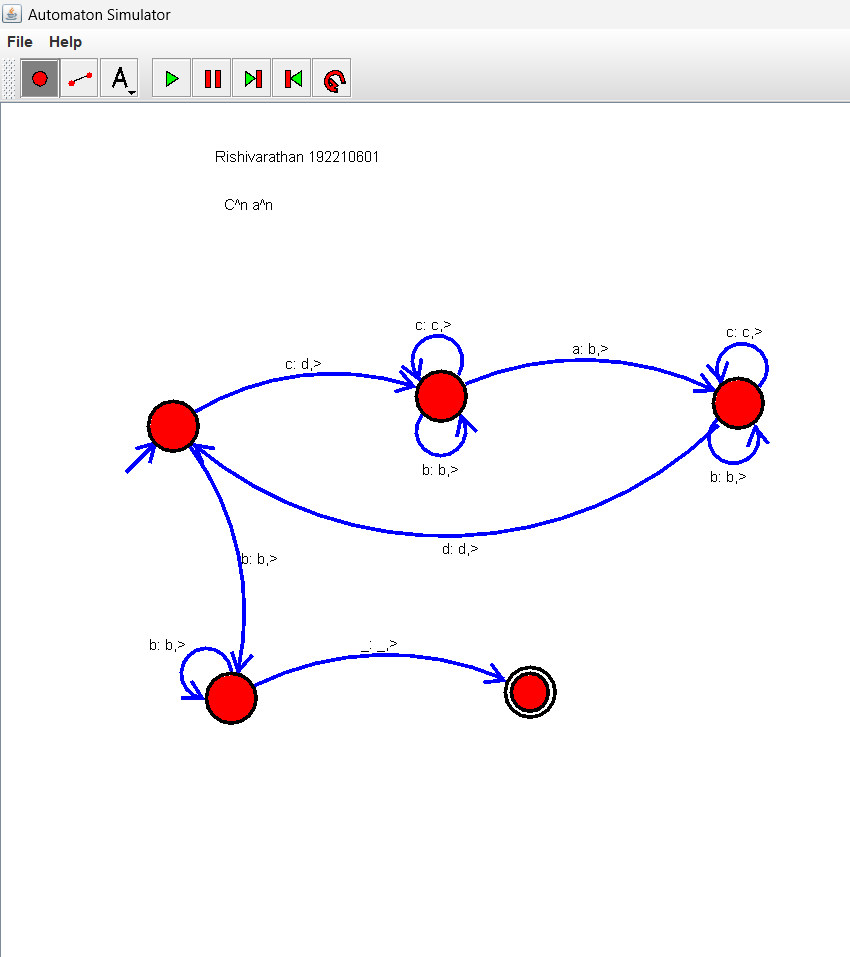 Automaton Simulator
File Help
A
Rishivarathan 192210601
C^n a^n
c: c,>
c: c,>
a: b,>
c: d,>
b: b,>
b: b,>
d: d,>
b: b,>
b: b,>
_: _,>